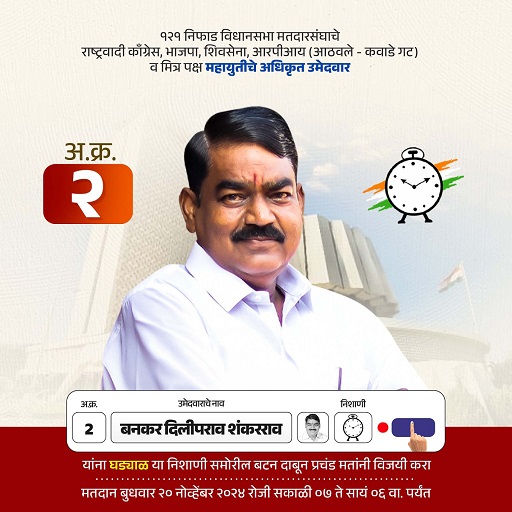 १२१ निफाड विधानसभा मतदारसंघाचे
राष्ट्रवादी काँग्रेस, भाजपा, शिवसेना, आरपीआय (आठवले - कवाडे गट)
व मित्र पक्ष महायुतीचे अधिकृत उमेदवार
अ.क्र.
२
अ.क्र.
उमेदवाराचे नाव
निशाणी
2
बनकर दिलीपराव शंकरराव
यांना घड्याळ या निशाणी समोरील बटन दाबून प्रचंड मतांनी विजयी करा
मतदान बुधवार २० नोव्हेंबर २०२४ रोजी सकाळी ०७ ते सायं ०६ वा. पर्यंत